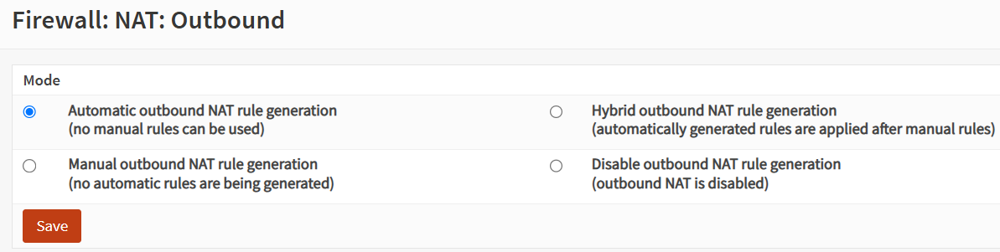 Firewall: NAT: Outbound
Mode
Automatic outbound NAT rule generation
(no manual rules can be used)
Hybrid outbound NAT rule generation
(automatically generated rules are applied after manual rules)
Manual outbound NAT rule generation
(no automatic rules are being generated)
Disable outbound NAT rule generation
(outbound NAT is disabled)
Save